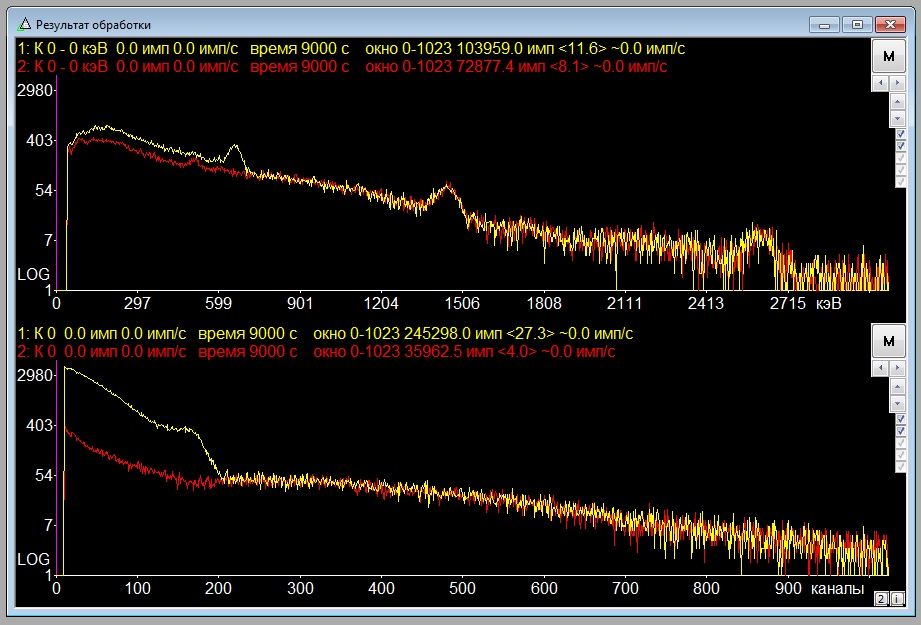 Результат обработки
1: К 0 - 0 кэВ 0.0 имп 0.0 имп/с время 9000 с окно 0-1023 103959.0 имп <11.6> ~0.0 имп/с
2: К 0 - 0 кэВ 0.0 имп 0.0 имп/с время 9000 с окно 0-1023 72877.4 имп <8.1> ~0.0 имп/с
М
2980
403
54
7
LOG
1
0 297 599 901 1204 1506 1808 2111 2413 2715 кэВ
1: К 0 0.0 имп 0.0 имп/с время 9000 с окно 0-1023 245298.0 имп <27.3> ~0.0 имп/с
2: К 0 0.0 имп 0.0 имп/с время 9000 с окно 0-1023 35962.5 имп <4.0> ~0.0 имп/с
М
2980
403
54
7
LOG
1
0 100 200 300 400 500 600 700 800 900 каналы
2 i